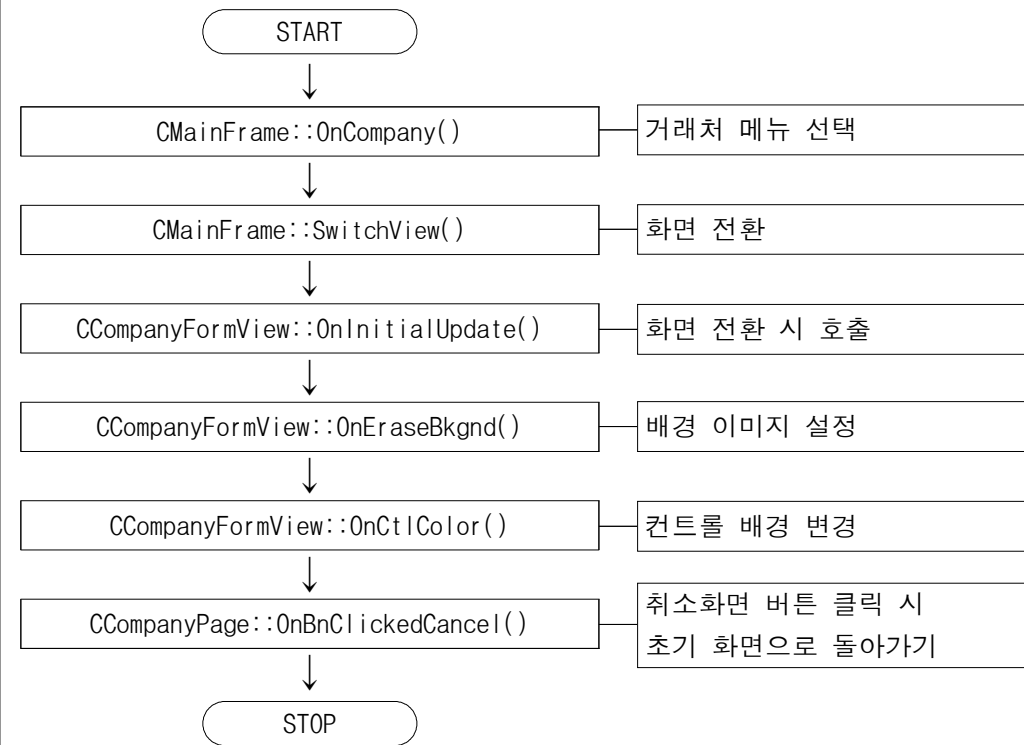 START
CMainFrame::OnCompany()
거래처 메뉴 선택
CMainFrame::SwitchView()
화면 전환
CCompanyFormView::OnInitialUpdate()
화면 전환 시 호출
CCompanyFormView::OnEraseBkgnd()
배경 이미지 설정
CCompanyFormView::OnCtlColor()
컨트롤 배경 변경
CCompanyPage::OnBnClickedCancel()
취소화면 버튼 클릭 시
초기 화면으로 돌아가기
STOP